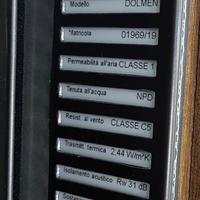 Modello DOLMEN
Matricola 01969/19
Permeabilità all'aria CLASSE 1
Tenuta all'acqua NPD
Resist. al vento CLASSE C5
Trasmitt. termica 2,44 W/m²K
Isolamento acustico Rw 31 dB